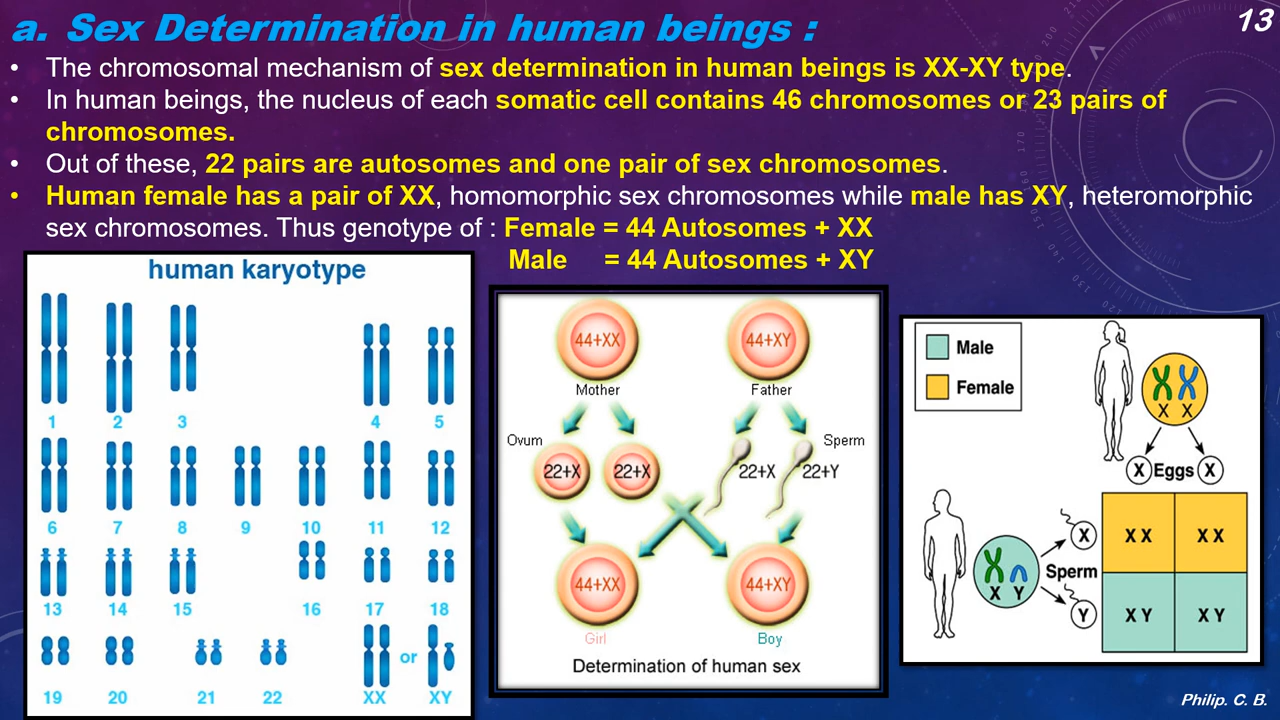 a. Sex Determination in human beings :
13
• The chromosomal mechanism of sex determination in human beings is XX-XY type.
• In human beings, the nucleus of each somatic cell contains 46 chromosomes or 23 pairs of
chromosomes.
• Out of these, 22 pairs are autosomes and one pair of sex chromosomes.
• Human female has a pair of XX, homomorphic sex chromosomes while male has XY, heteromorphic
sex chromosomes. Thus genotype of : Female = 44 Autosomes + XX
Male = 44 Autosomes + XY
human karyotype
1 2 3 4 5
6 7 8 9 10 11 12
13 14 15 16 17 18
19 20 21 22 XX or XY
44+XX 44+XY
Mother Father
Ovum Sperm
22+X 22+X 22+X 22+Y
44+XX 44+XY
Girl Boy
Determination of human sex
Male
Female
X X
X Eggs X
X
Sperm
X Y
Y
X X X X
X Y X Y
Philip. C. B.